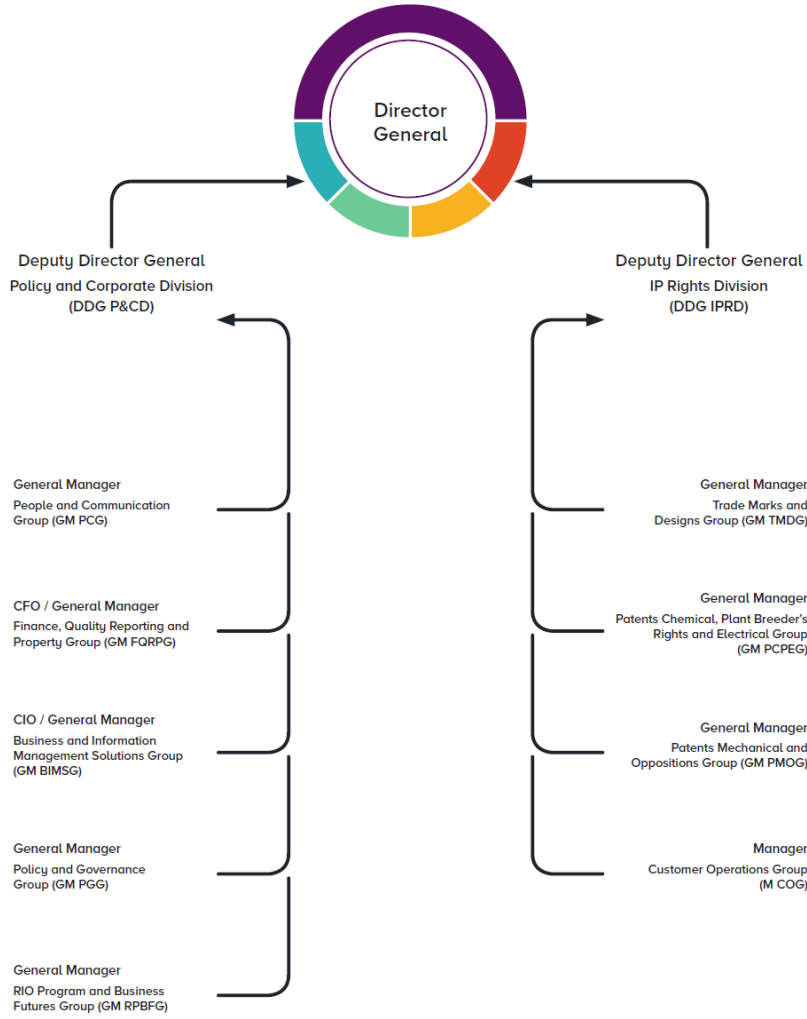 Director
General
Deputy Director General
Policy and Corporate Division
(DDG P&CD)
Deputy Director General
IP Rights Division
(DDG IPRD)
General Manager
People and Communication
Group (GM PCG)
CFO / General Manager
Finance, Quality Reporting and
Property Group (GM FQRPG)
CIO / General Manager
Business and Information
Management Solutions Group
(GM BIMSG)
General Manager
Policy and Governance
Group (GM PGG)
General Manager
RIO Program and Business
Futures Group (GM RPBFG)
General Manager
Trade Marks and
Designs Group (GM TMDG)
General Manager
Patents Chemical, Plant Breeder's
Rights and Electrical Group
(GM PCPEG)
General Manager
Patents Mechanical and
Oppositions Group (GM PMOG)
Manager
Customer Operations Group
(M COG)